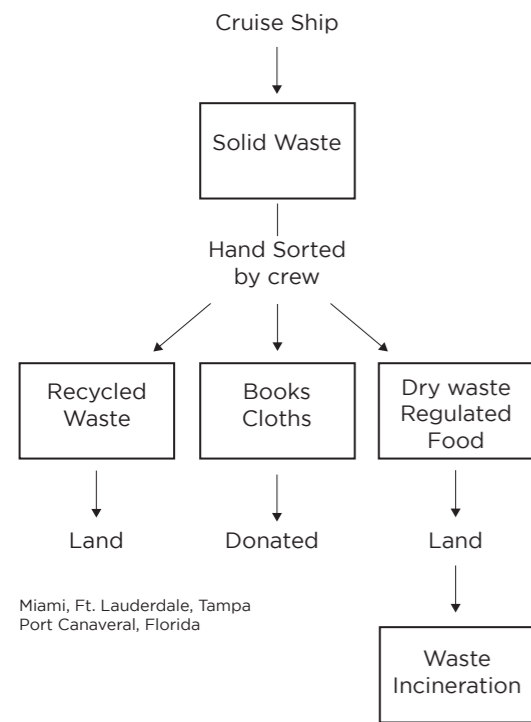 Cruise Ship
Solid Waste
Hand Sorted
by crew
Recycled
Waste
Books
Cloths
Dry waste
Regulated
Food
Land
Donated
Land
Miami, Ft. Lauderdale, Tampa
Port Canaveral, Florida
Waste
Incineration